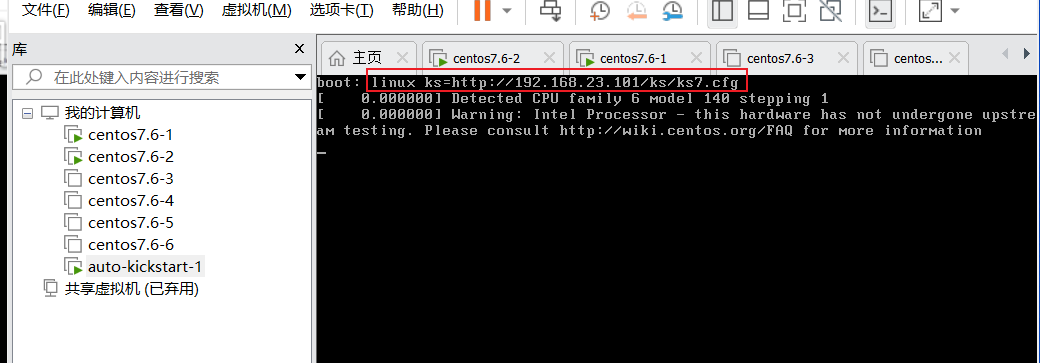 文件(F) 编辑(E) 查看(V) 虚拟机(M) 选项卡(T) 帮助(H)
库
主页 centos7.6-2 centos7.6-1 centos7.6-3 centos...
在此处键入内容进行搜索
我的计算机
centos7.6-1
centos7.6-2
centos7.6-3
centos7.6-4
centos7.6-5
centos7.6-6
auto-kickstart-1
共享虚拟机 (已弃用)
boot: linux ks=http://192.168.23.101/ks/ks7.cfg
[    0.000000] Detected CPU family 6 model 140 stepping 1
[    0.000000] Warning: Intel Processor - this hardware has not undergone upstre
am testing. Please consult http://wiki.centos.org/FAQ for more information